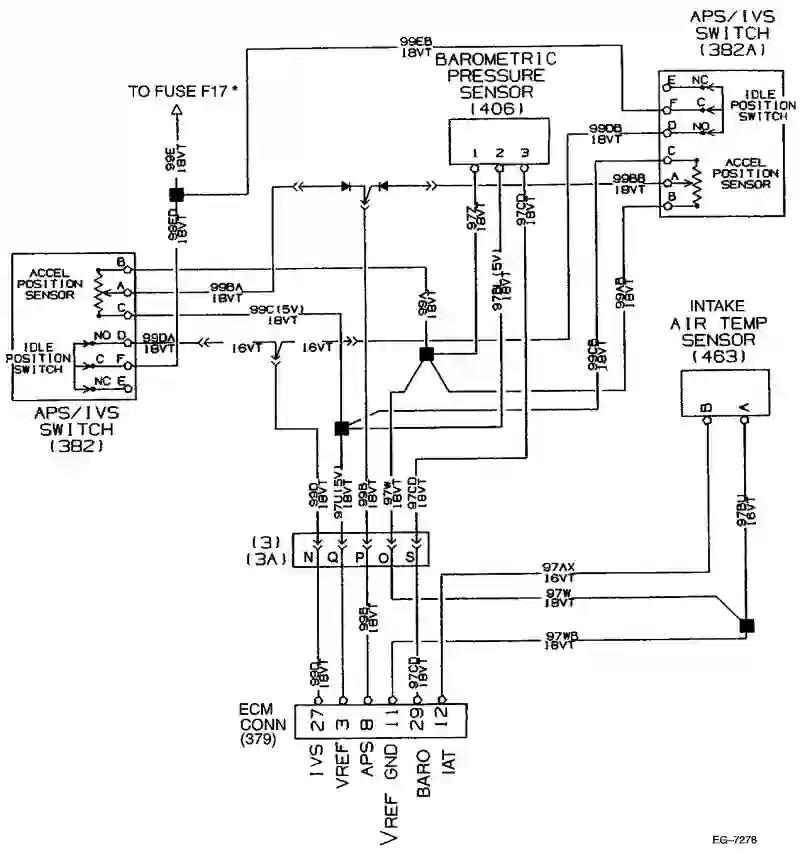 APS/IVS
SWITCH
(382A)
99EB
18VT
BAROMETRIC
PRESSURE
SENSOR
(406)
TO FUSE F17 *
E NC
F C
D NO
C
A
B
IDLE
POSITION
SWITCH
ACCEL
POSITION
SENSOR
99DB
18VT
99BB
18VT
99E
18VT
1 2 3
99ED
18VT
97Z
18VT
97BL (5V)
18VT
97CD
18VT
B
A
C
NO D
C F
NC E
ACCEL
POSITION
SENSOR
IDLE
POSITION
SWITCH
APS/IVS
SWITCH
(382)
99BA
18VT
99C(5V)
18VT
99DA
18VT
16VT
16VT
99A
18VT
99AB
18VT
99CB
18VT
INTAKE
AIR TEMP
SENSOR
(463)
B A
97BU
16VT
99D
18VT
97U(5V)
18VT
99B
18VT
97W
18VT
97CD
18VT
(3)
(3A)
N Q P O S
97AX
16VT
97W
18VT
97WB
18VT
99D
18VT
99B
18VT
97CD
18VT
ECM
CONN
(379)
27 3 8 11 29 12
IVS
VREF
APS
VREF GND
BARO
IAT
EG-7276